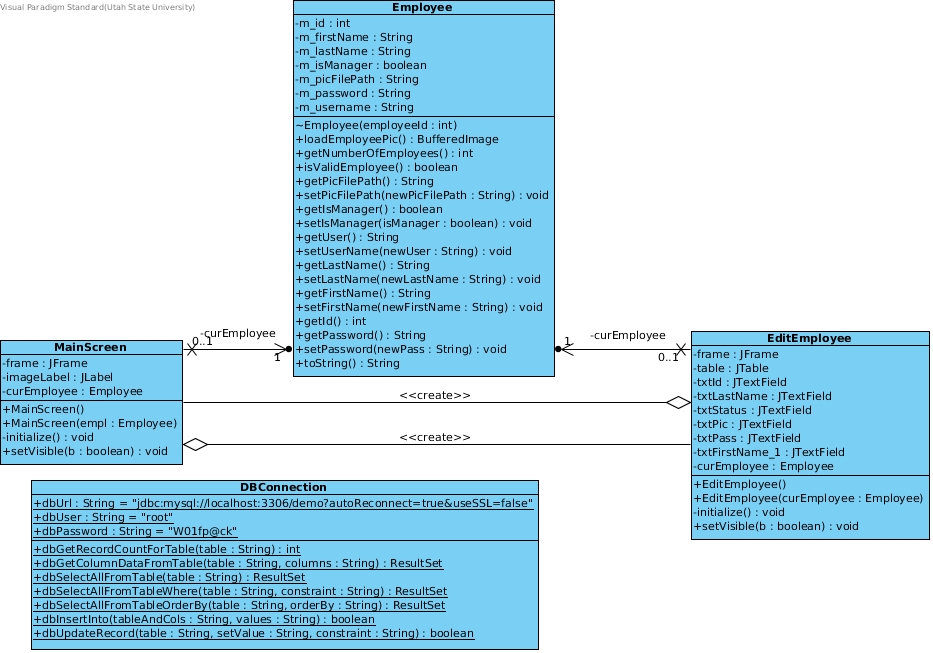 Visual Paradigm Standard(Utah State University)
Employee
-m_id : int
-m_firstName : String
-m_lastName : String
-m_isManager : boolean
-m_picFilePath : String
-m_password : String
-m_username : String
~Employee(employeeId : int)
+loadEmployeePic() : BufferedImage
+getNumberOfEmployees() : int
+isValidEmployee() : boolean
+getPicFilePath() : String
+setPicFilePath(newPicFilePath : String) : void
+getIsManager() : boolean
+setIsManager(isManager : boolean) : void
+getUser() : String
+setUserName(newUser : String) : void
+getLastName() : String
+setLastName(newLastName : String) : void
+getFirstName() : String
+setFirstName(newFirstName : String) : void
+getId() : int
+getPassword() : String
+setPassword(newPass : String) : void
+toString() : String
-curEmployee
0..1
1
-curEmployee
1
0..1
MainScreen
-frame : JFrame
-imageLabel : JLabel
-curEmployee : Employee
+MainScreen()
+MainScreen(empl : Employee)
-initialize() : void
+setVisible(b : boolean) : void
<<create>>
<<create>>
EditEmployee
-frame : JFrame
-table : JTable
-txtId : JTextField
-txtLastName : JTextField
-txtStatus : JTextField
-txtPic : JTextField
-txtPass : JTextField
-txtFirstName_1 : JTextField
-curEmployee : Employee
+EditEmployee()
+EditEmployee(curEmployee : Employee)
-initialize() : void
+setVisible(b : boolean) : void
DBConnection
+dbUrl : String = "jdbc:mysql://localhost:3306/demo?autoReconnect=true&useSSL=false"
+dbUser : String = "root"
+dbPassword : String = "W01fp@ck"
+dbGetRecordCountForTable(table : String) : int
+dbGetColumnDataFromTable(table : String, columns : String) : ResultSet
+dbSelectAllFromTable(table : String) : ResultSet
+dbSelectAllFromTableWhere(table : String, constraint : String) : ResultSet
+dbSelectAllFromTableOrderBy(table : String, orderBy : String) : ResultSet
+dbInsertInto(tableAndCols : String, values : String) : boolean
+dbUpdateRecord(table : String, setValue : String, constraint : String) : boolean